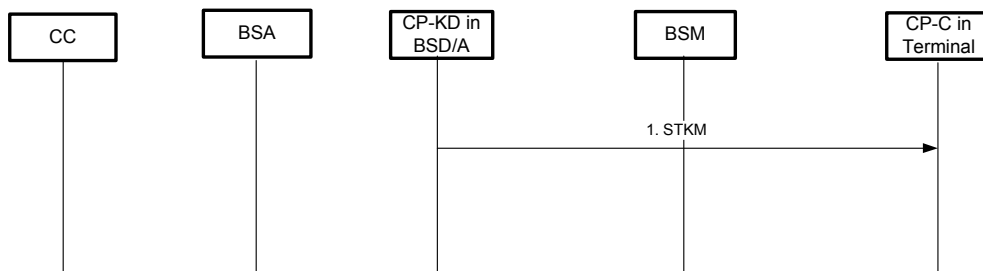 CC
BSA
CP-KD in
BSD/A
BSM
CP-C in
Terminal
1. STKM